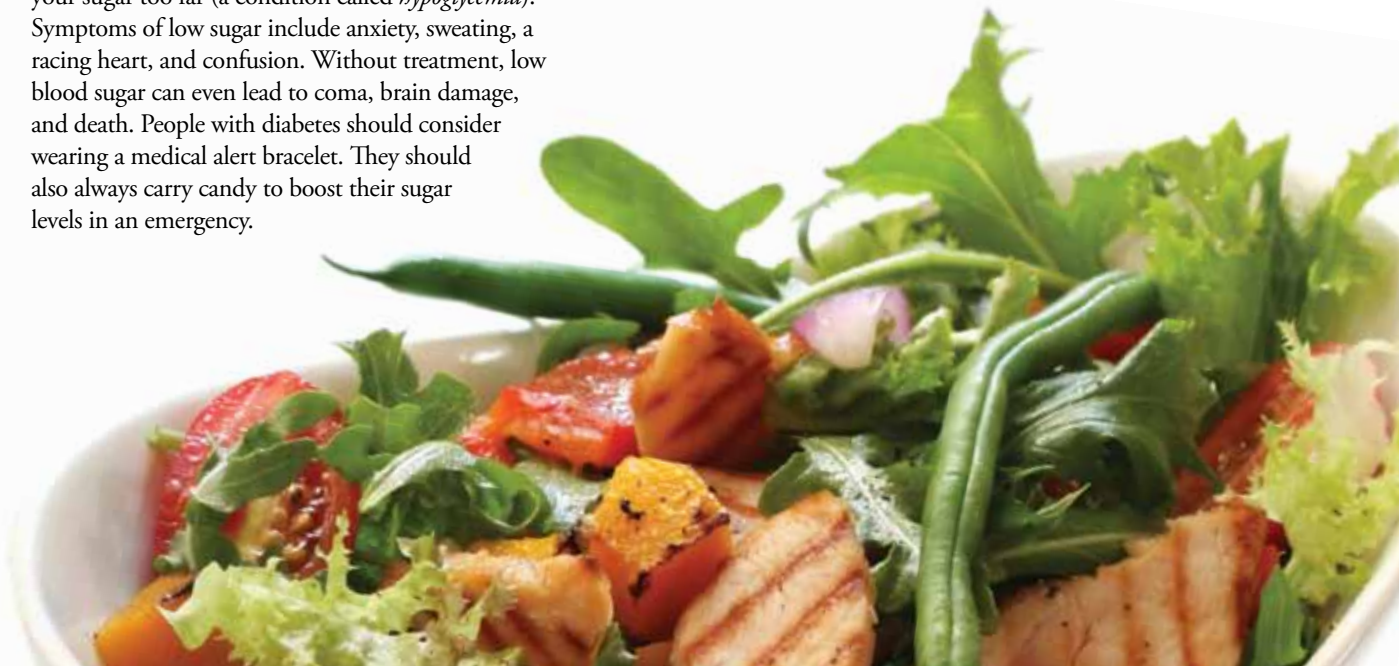 your sugar too far (a condition called hypoglycemia).
Symptoms of low sugar include anxiety, sweating, a
racing heart, and confusion. Without treatment, low
blood sugar can even lead to coma, brain damage,
and death. People with diabetes should consider
wearing a medical alert bracelet. They should
also always carry candy to boost their sugar
levels in an emergency.